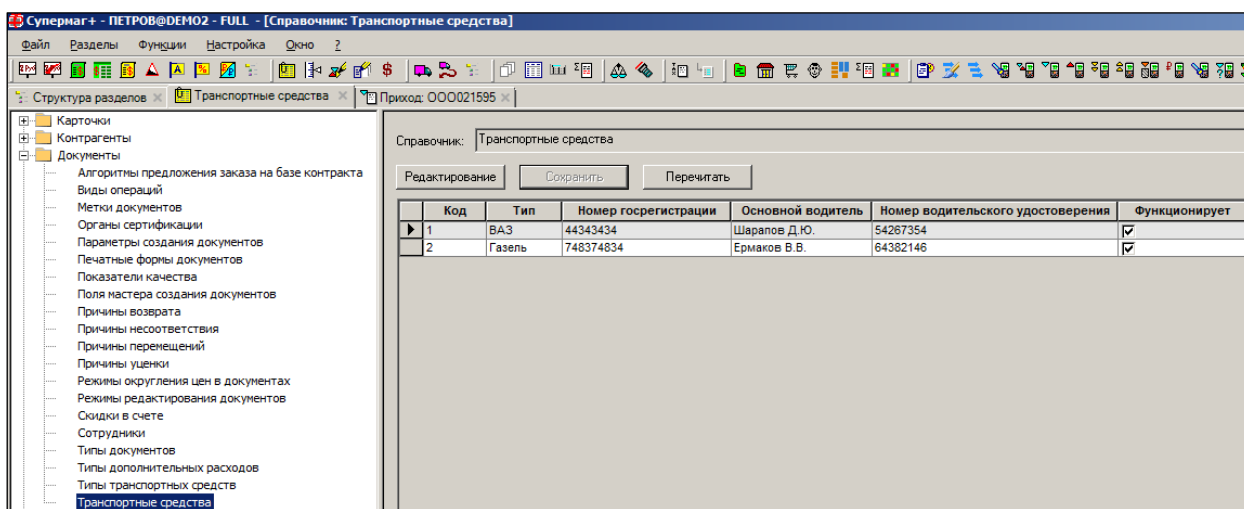 Супермаг+ - ПЕТРОВ@DEMO2 - FULL - [Справочник: Транспортные средства]
Файл Разделы Функции Настройка Окно ?
Структура разделов Транспортные средства Приход: ООО021595
Карточки
Контрагенты
Документы
Алгоритмы предложения заказа на базе контракта
Виды операций
Метки документов
Органы сертификации
Параметры создания документов
Печатные формы документов
Показатели качества
Поля мастера создания документов
Причины возврата
Причины несоответствия
Причины перемещений
Причины уценки
Режимы округления цен в документах
Режимы редактирования документов
Скидки в счете
Сотрудники
Типы документов
Типы дополнительных расходов
Типы транспортных средств
Транспортные средства
Справочник: Транспортные средства
Редактирование Сохранить Перечитать
Код Тип Номер госрегистрации Основной водитель Номер водительского удостоверения Функционирует
1 ВАЗ 44343434 Шарапов Д.Ю. 54267354
2 Газель 748374834 Ермаков В.В. 64382146